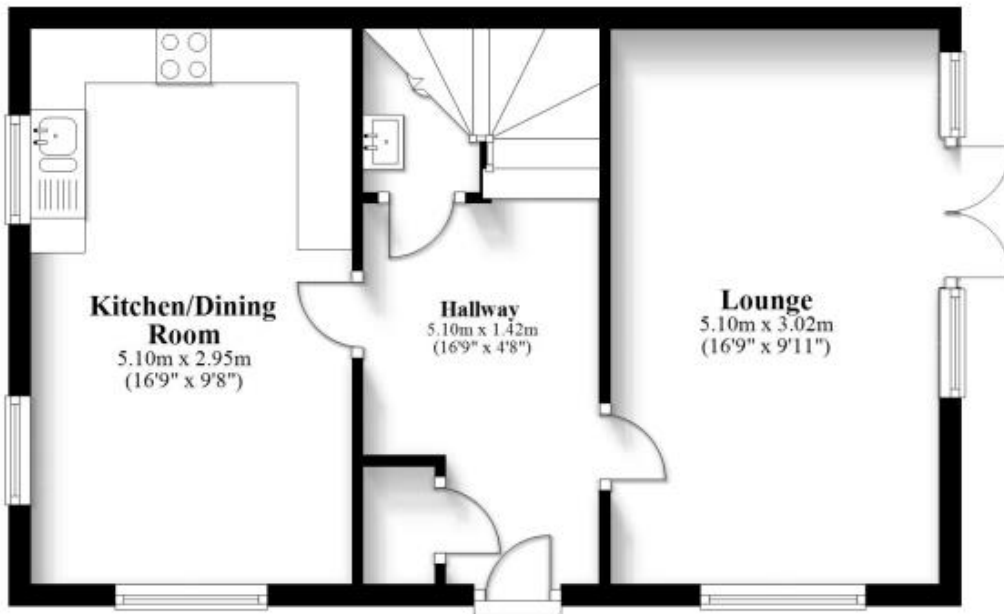 Kitchen/Dining
Room
5.10m x 2.95m
(16'9" x 9'8")
Hallway
5.10m x 1.42m
(16'9" x 4'8")
Lounge
5.10m x 3.02m
(16'9" x 9'11")